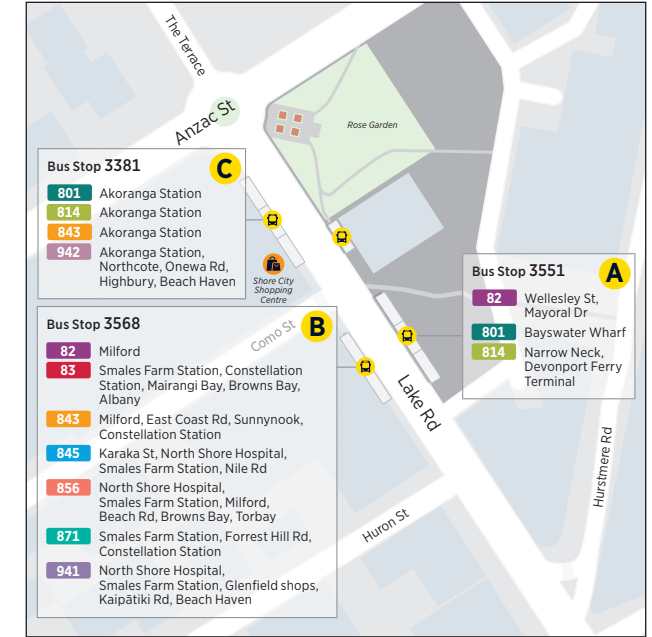 The Terrace
Anzac St
Rose Garden
Bus Stop 3381
C
801 Akoranga Station
814 Akoranga Station
843 Akoranga Station
942 Akoranga Station,
Northcote, Onewa Rd,
Highbury, Beach Haven
Shore City
Shopping
Centre
Bus Stop 3551
A
82 Wellesley St,
Mayoral Dr
801 Bayswater Wharf
814 Narrow Neck,
Devonport Ferry
Terminal
Como St
Bus Stop 3568
B
82 Milford
83 Smales Farm Station, Constellation
Station, Mairangi Bay, Browns Bay,
Albany
843 Milford, East Coast Rd, Sunnynook,
Constellation Station
845 Karaka St, North Shore Hospital,
Smales Farm Station, Nile Rd
856 North Shore Hospital,
Smales Farm Station, Milford,
Beach Rd, Browns Bay, Torbay
871 Smales Farm Station, Forrest Hill Rd,
Constellation Station
941 North Shore Hospital,
Smales Farm Station, Glenfield shops,
Kaipātiki Rd, Beach Haven
Lake Rd
Huron St
Hurstmere Rd